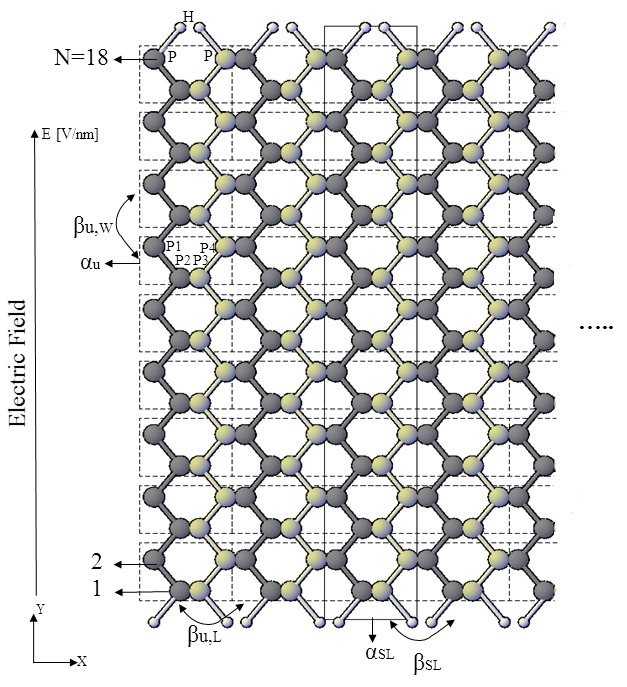 H
N=18
P
P
E [V/nm]
βu,W
P1
P4
P2
P3
αu
.....
Electric Field
2
1
Y
βu,L
αSL
βSL
X